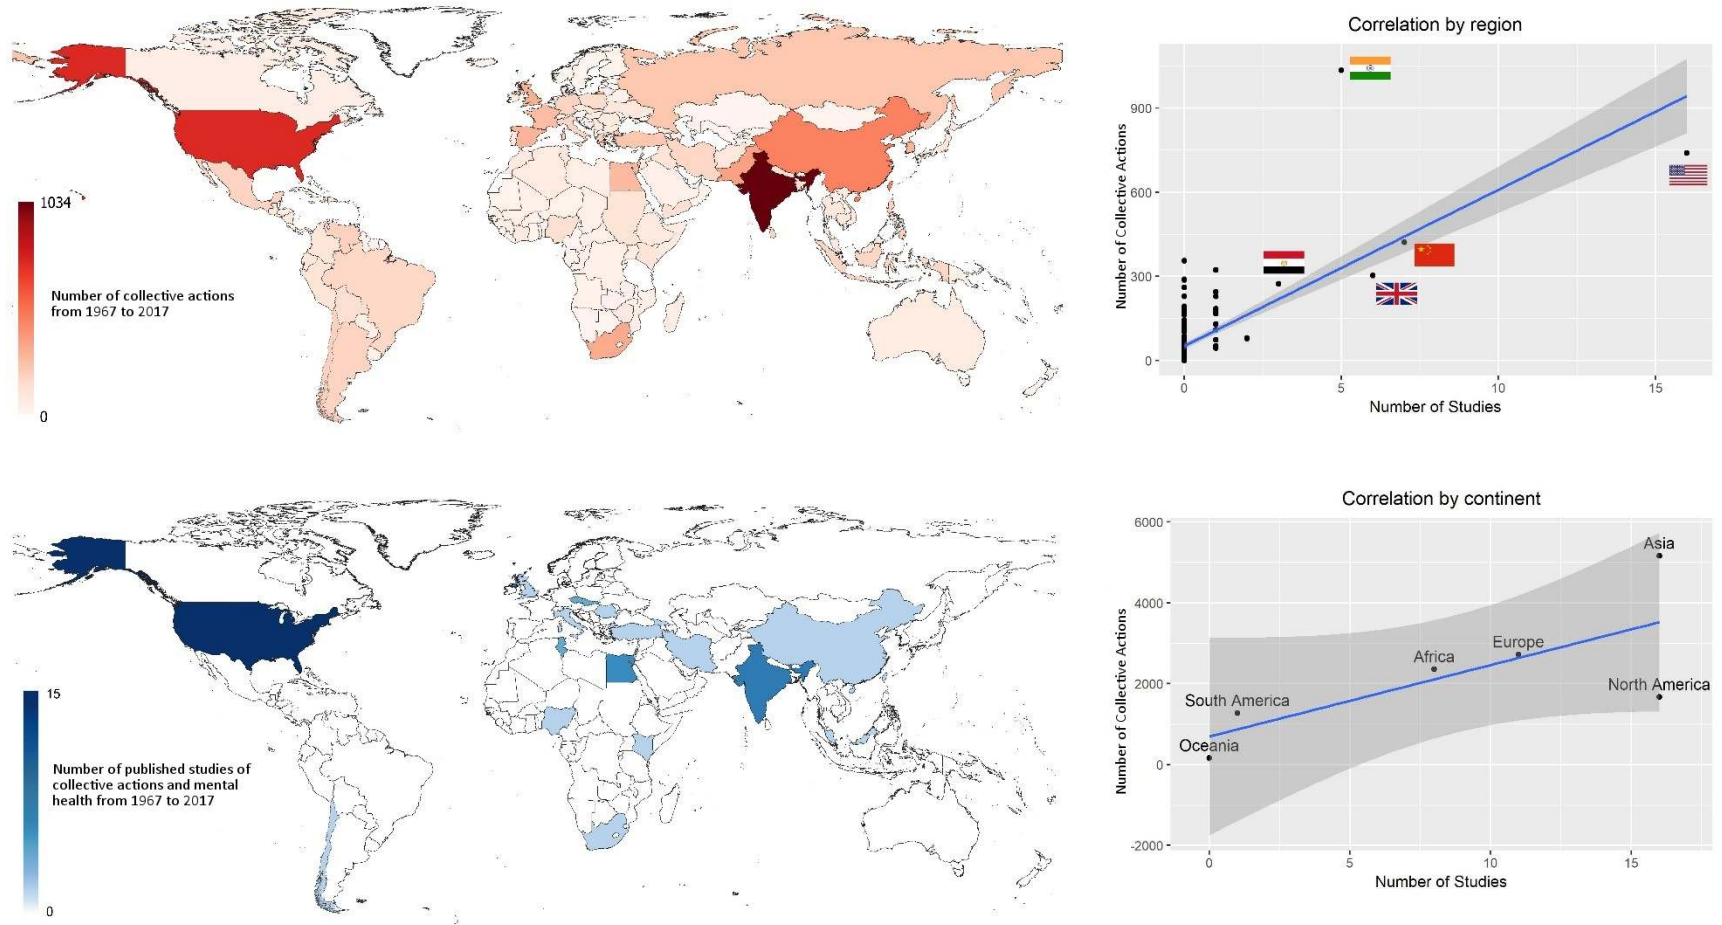 1034
Number of collective actions
from 1967 to 2017
0
Correlation by region
Number of Collective Actions
900
600
300
0
0 5 10 15
Number of Studies
15
Number of published studies of
collective actions and mental
health from 1967 to 2017
0
Correlation by continent
Number of Collective Actions
6000
4000
2000
0
-2000
Asia
Europe
Africa
North America
South America
Oceania
0 5 10 15
Number of Studies